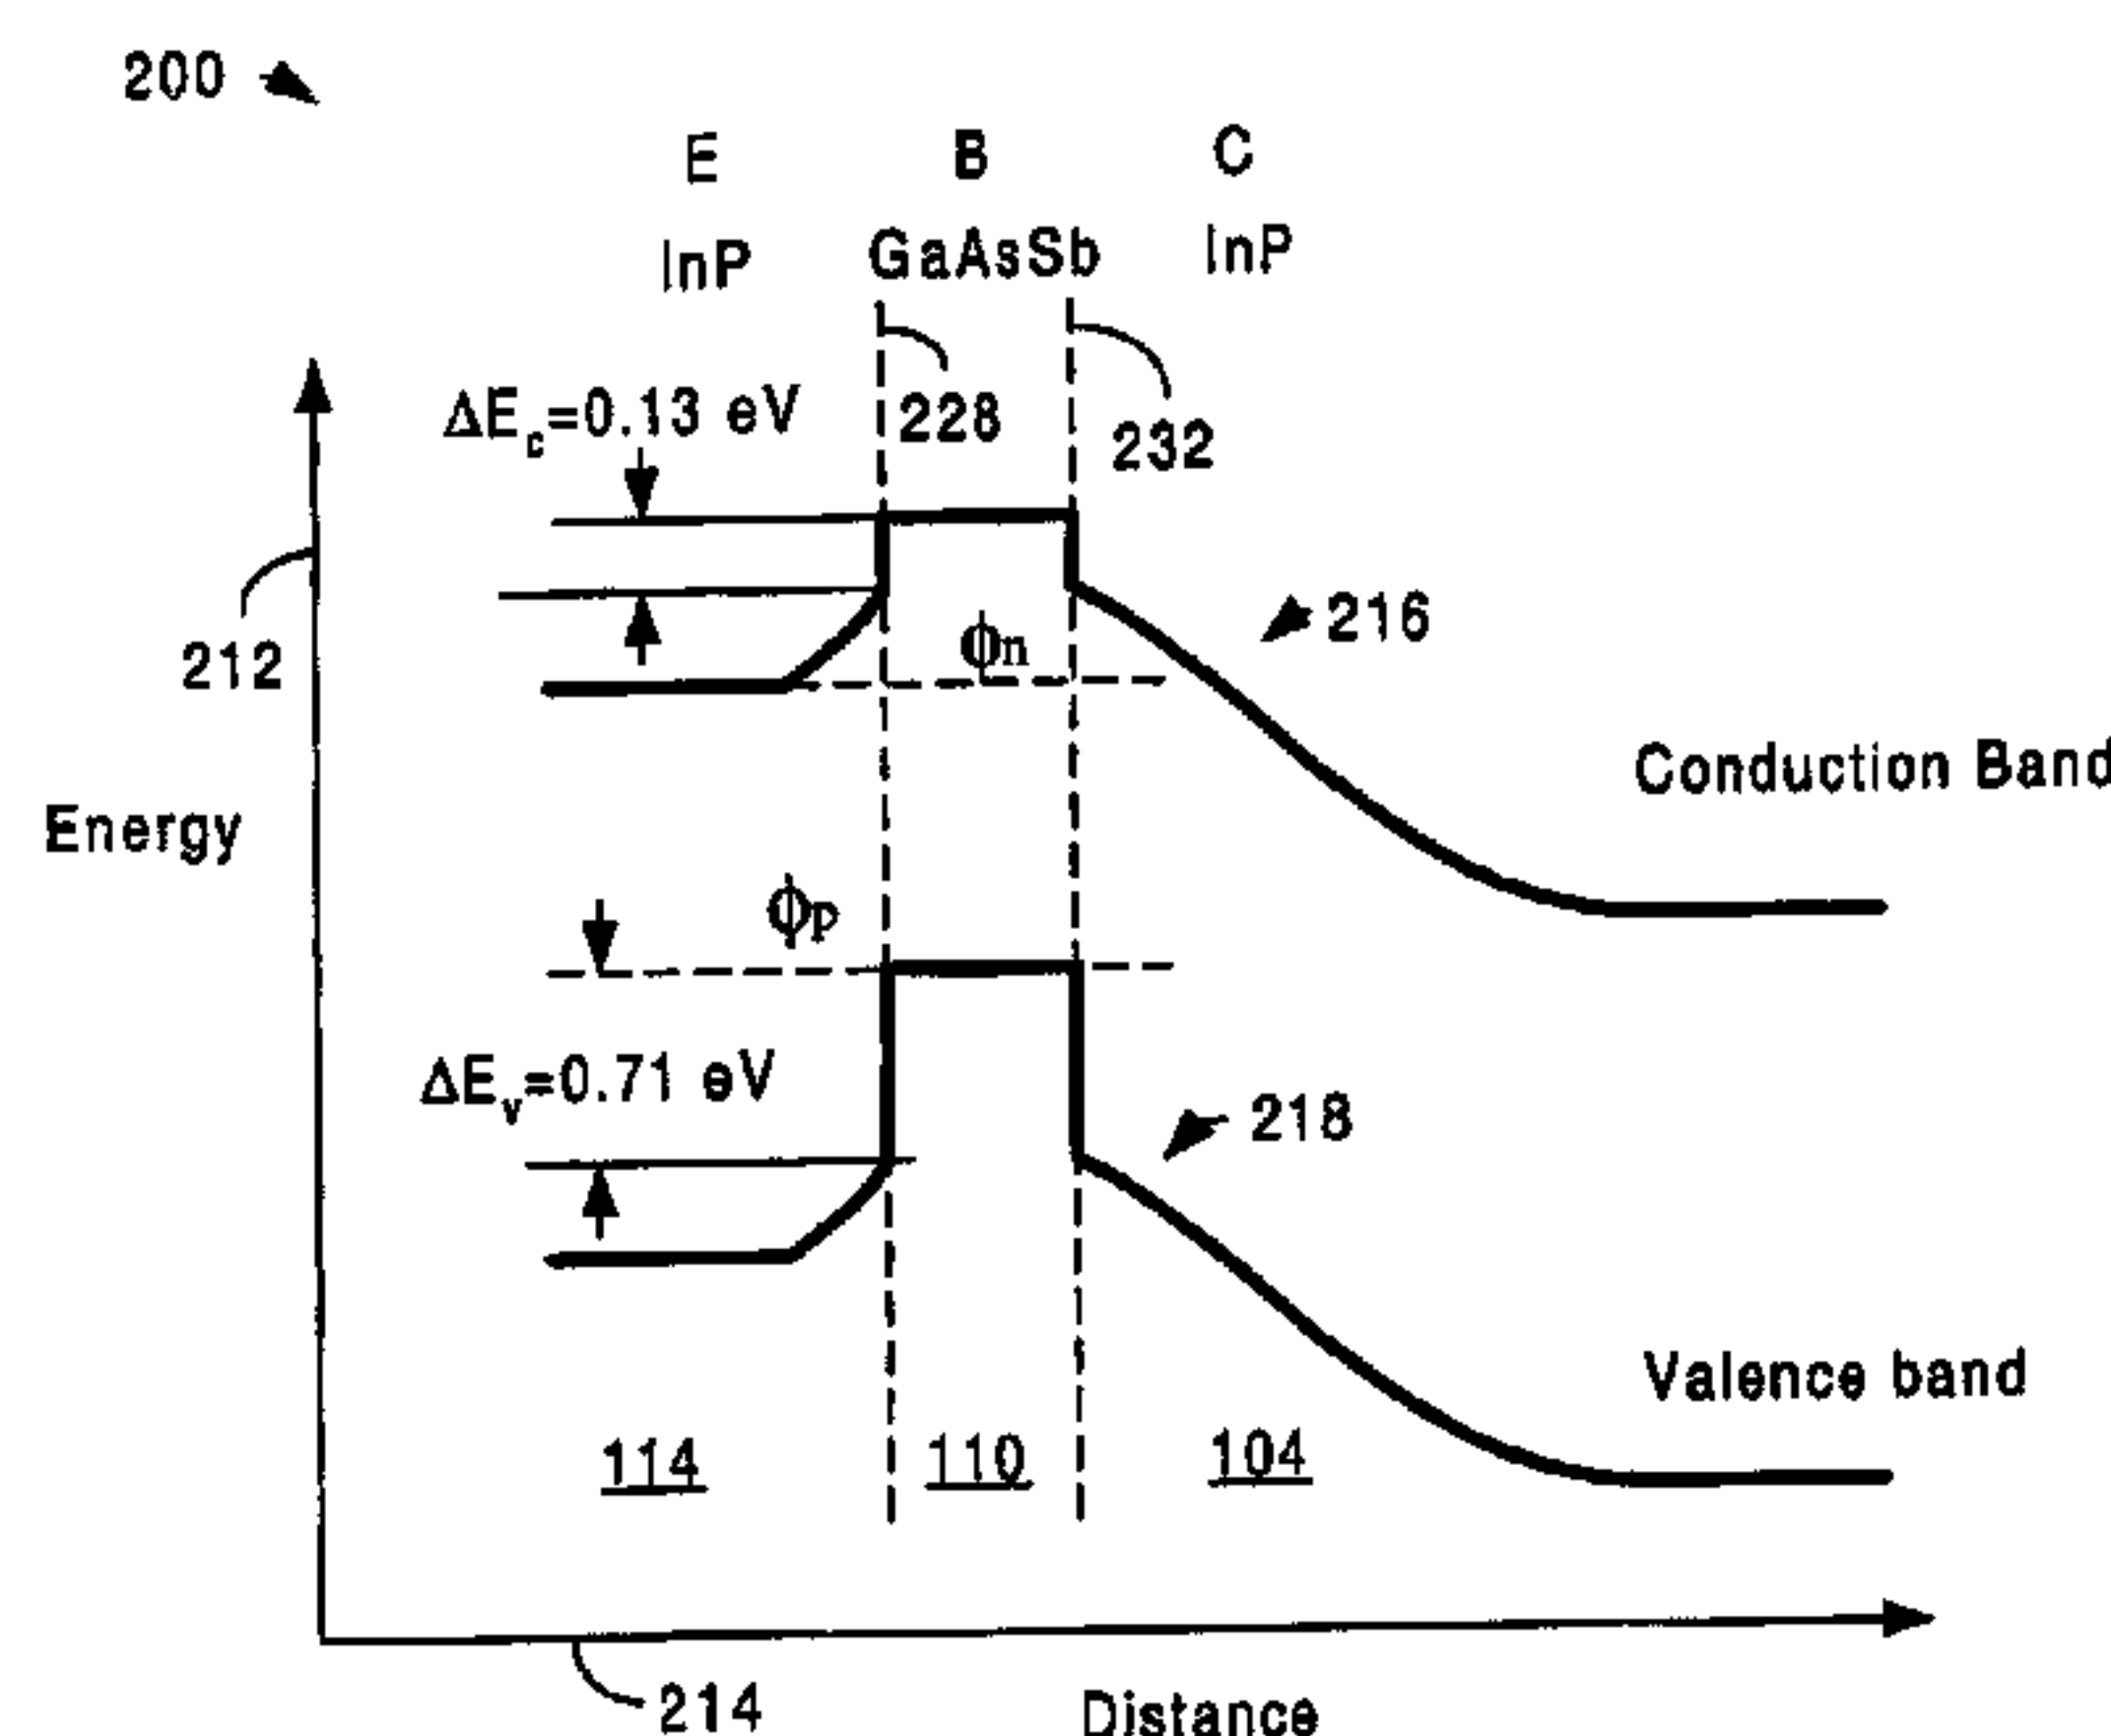 200
E B C
InP GaAsSb InP
ΔEc=0.13 eV
228
232
212
ϕn
216
Conduction Band
Energy
ϕp
ΔEv=0.71 eV
218
Valence band
114 110 104
214
Distance